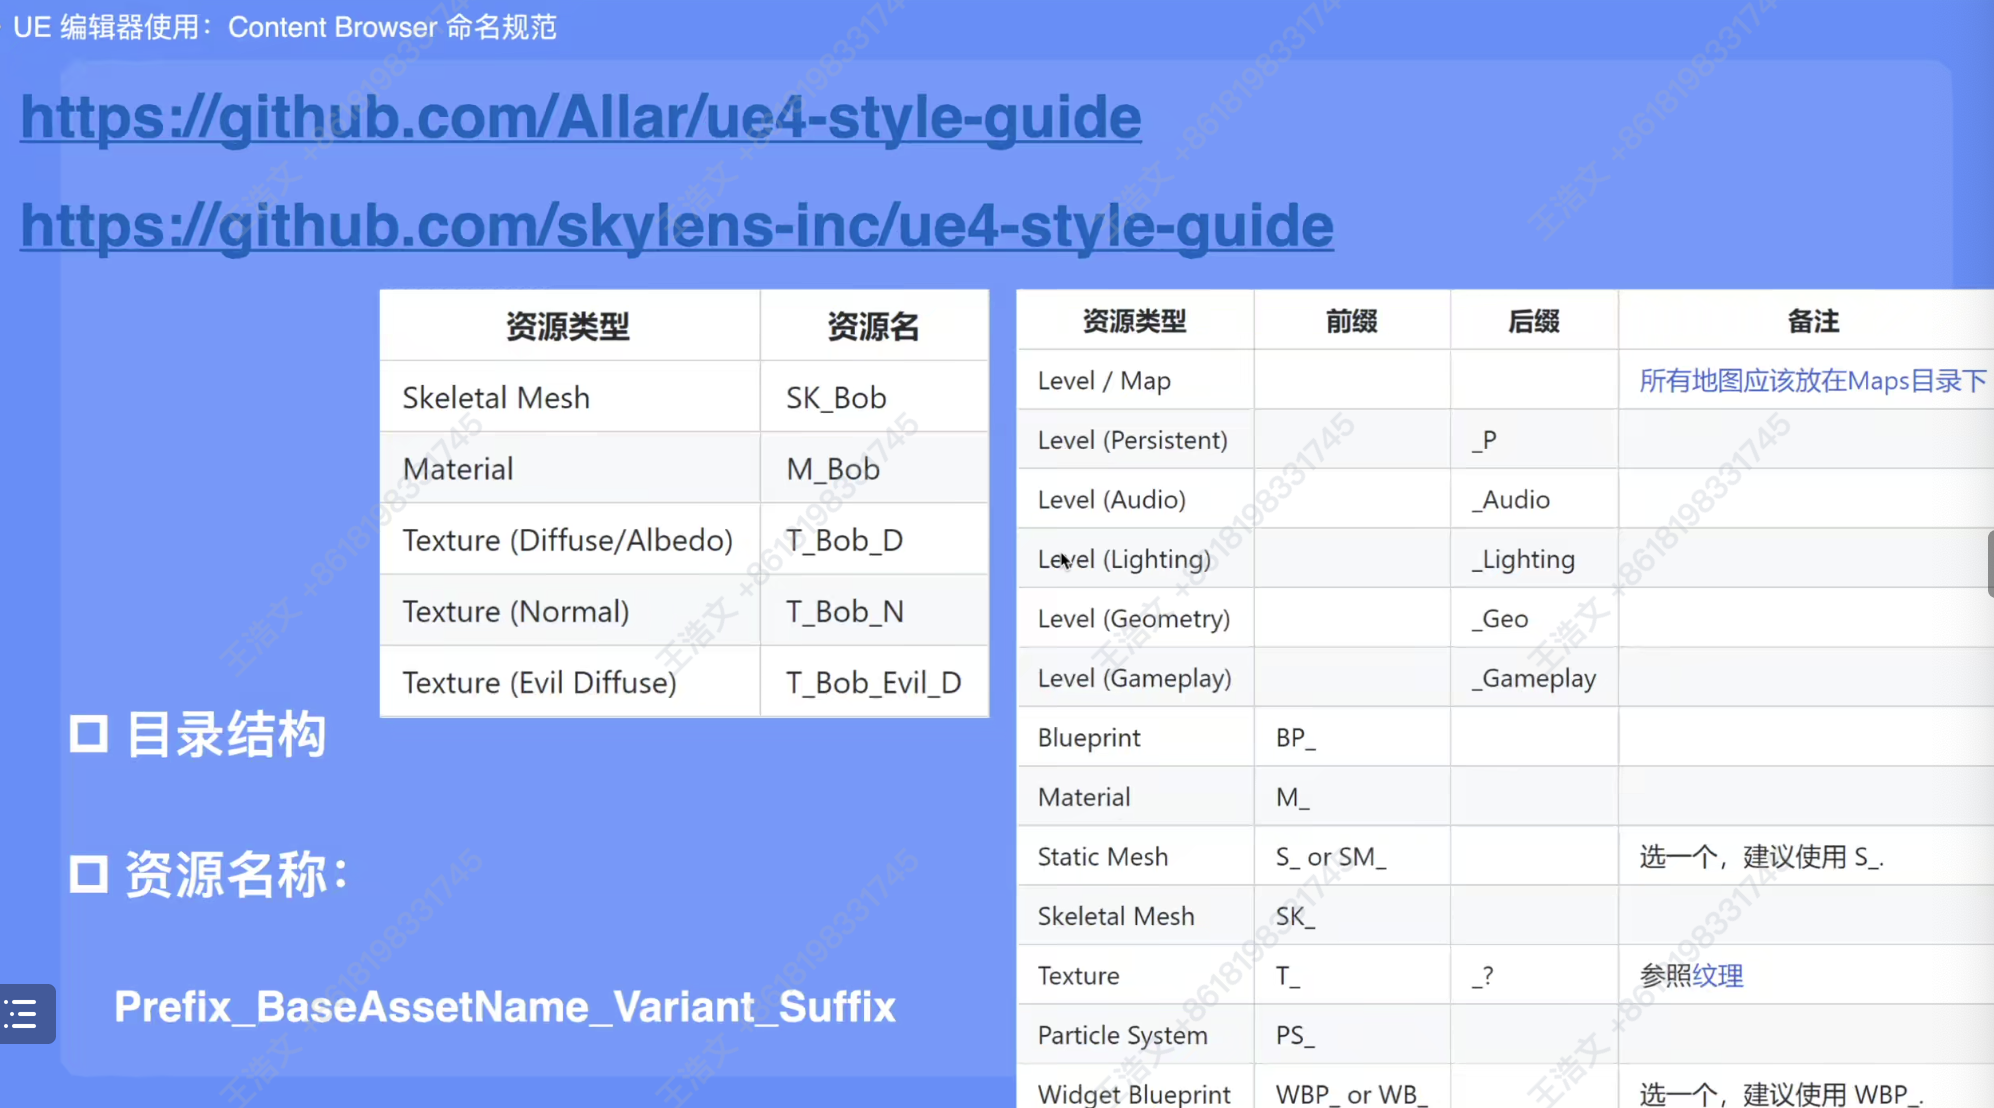 UE 编辑器使用：Content Browser 命名规范
https://github.com/Allar/ue4-style-guide
https://github.com/skylens-inc/ue4-style-guide
资源类型 资源名
Skeletal Mesh SK_Bob
Material M_Bob
Texture (Diffuse/Albedo) T_Bob_D
Texture (Normal) T_Bob_N
Texture (Evil Diffuse) T_Bob_Evil_D
目录结构
资源名称：
Prefix_BaseAssetName_Variant_Suffix
资源类型 前缀 后缀 备注
Level / Map 所有地图应该放在Maps目录下
Level (Persistent) _P
Level (Audio) _Audio
Level (Lighting) _Lighting
Level (Geometry) _Geo
Level (Gameplay) _Gameplay
Blueprint BP_
Material M_
Static Mesh S_ or SM_ 选一个，建议使用 S_.
Skeletal Mesh SK_
Texture T_ _? 参照纹理
Particle System PS_
Widget Blueprint WBP_ or WB_ 选一个，建议使用 WBP_.
王浩文 +8618198331745